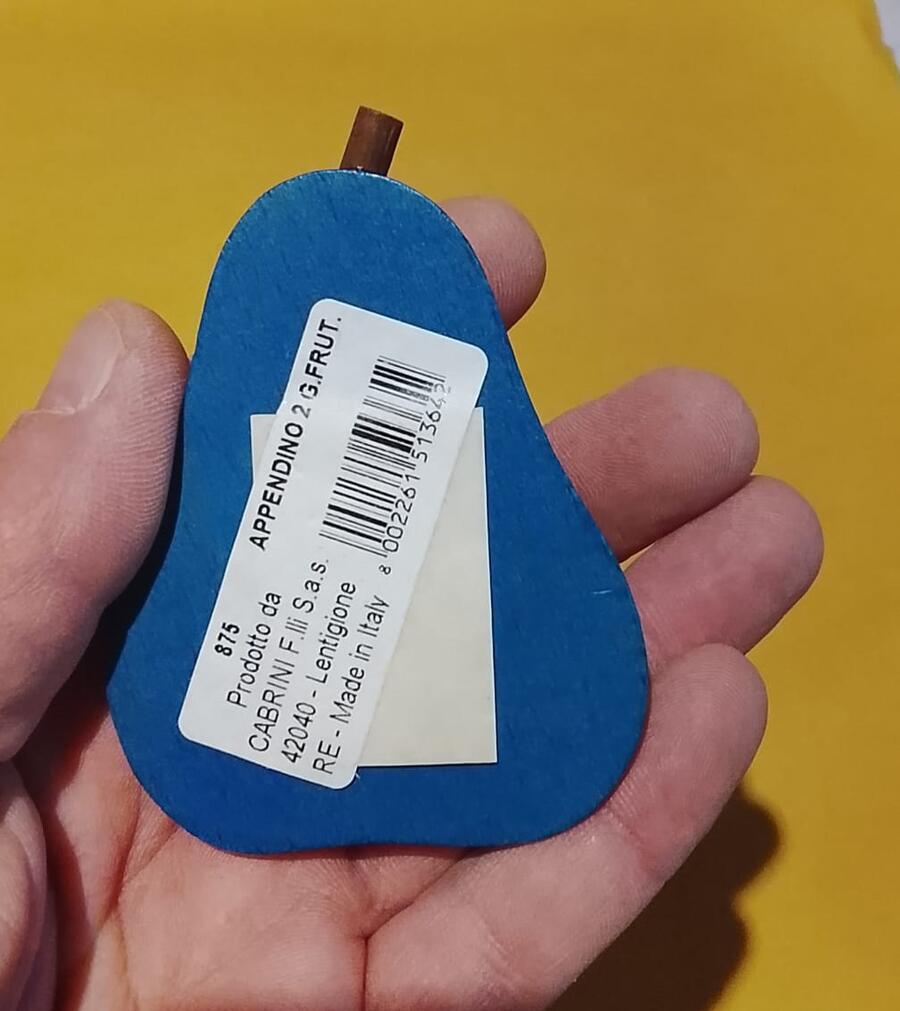 875 APPENDINO 2 G.FRUT.
Prodotto da
CABRINI F.lli S.a.s.
42040 - Lentigione
RE - Made in Italy
8 002261 513642